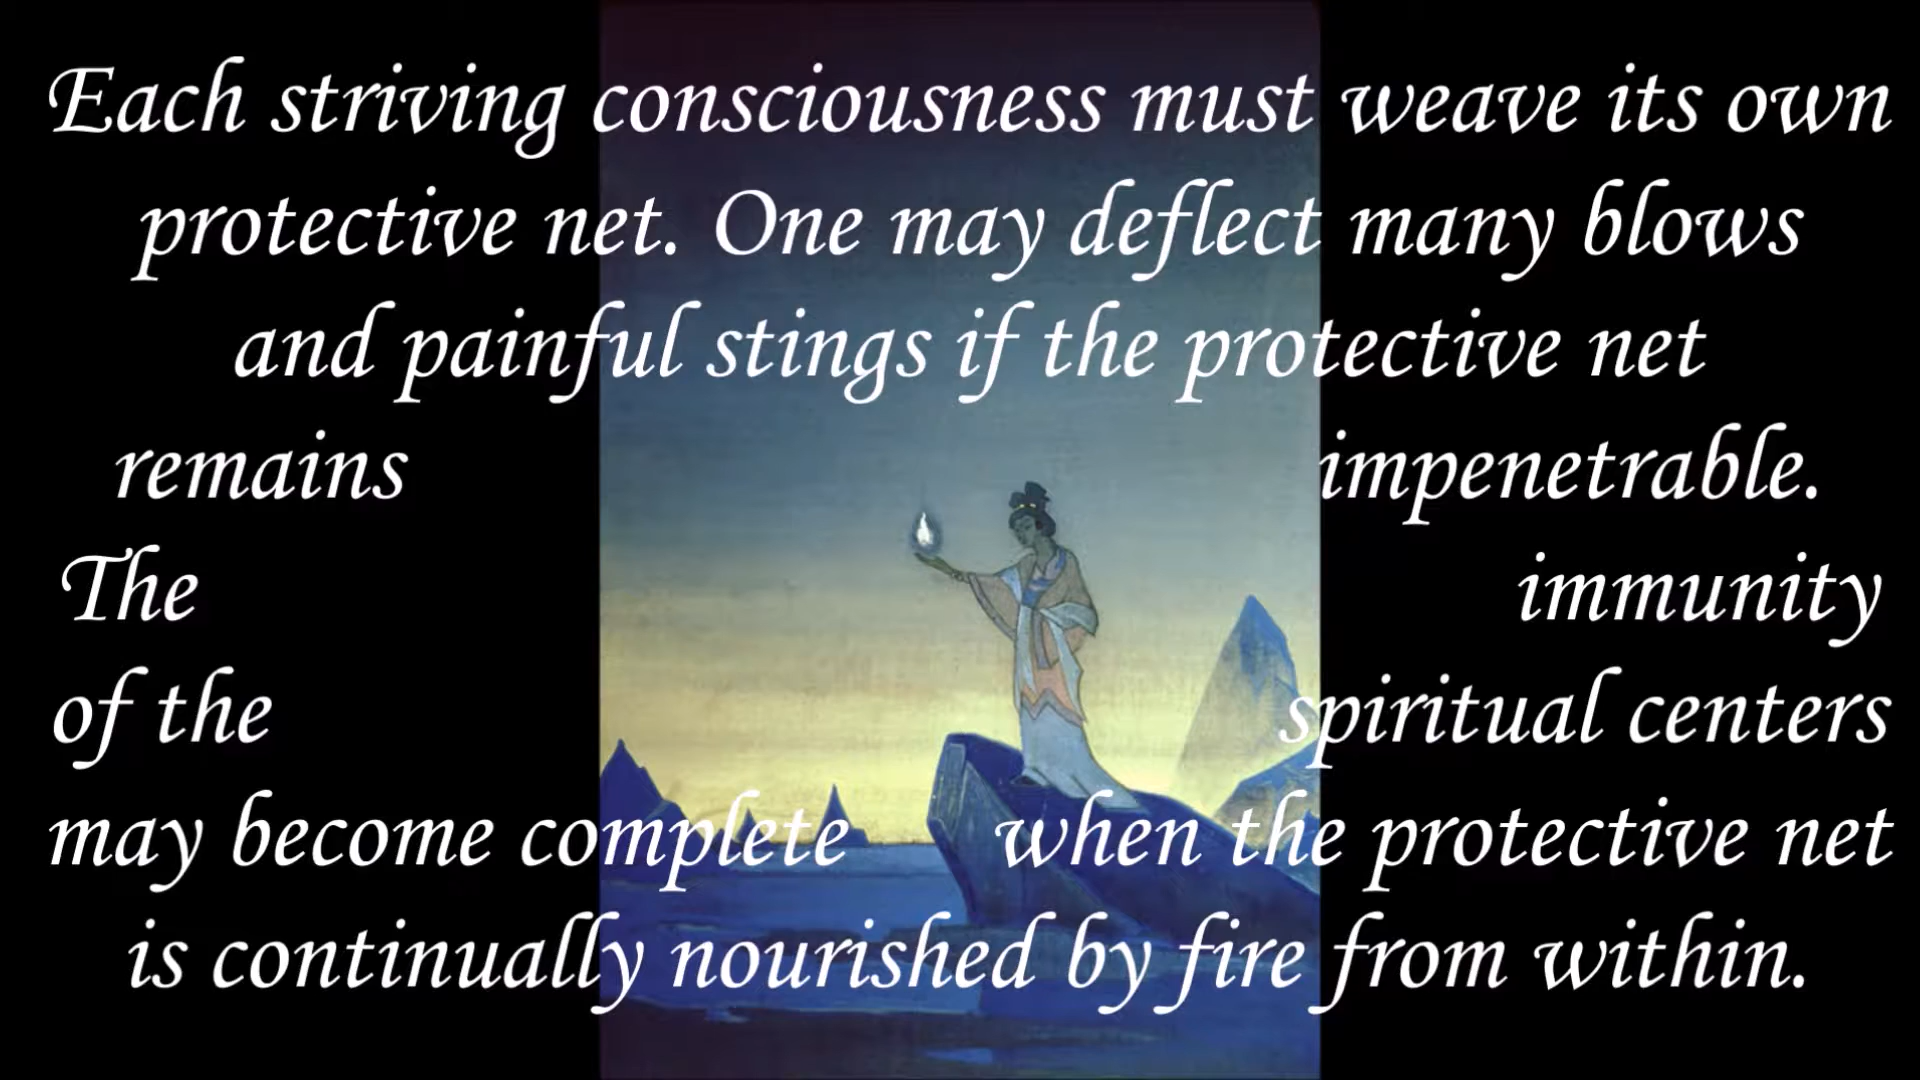 Each striving consciousness must weave its own
protective net. One may deflect many blows
and painful stings if the protective net
remains impenetrable.
The immunity
of the spiritual centers
may become complete when the protective net
is continually nourished by fire from within.